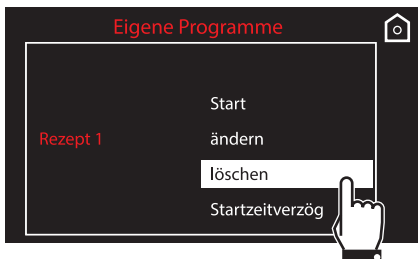 Eigene Programme
Start
Rezept 1
ändern
löschen
Startzeitverzög